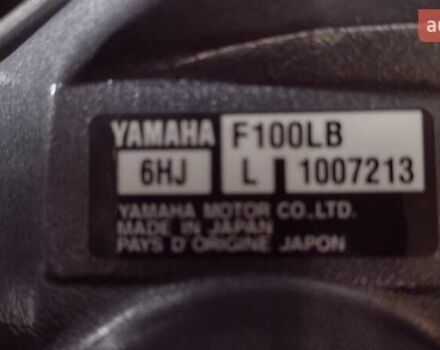 YAMAHA F100LB
6HJ L 1007213
YAMAHA MOTOR CO.,LTD.
MADE IN JAPAN
PAYS D'ORIGINE JAPON